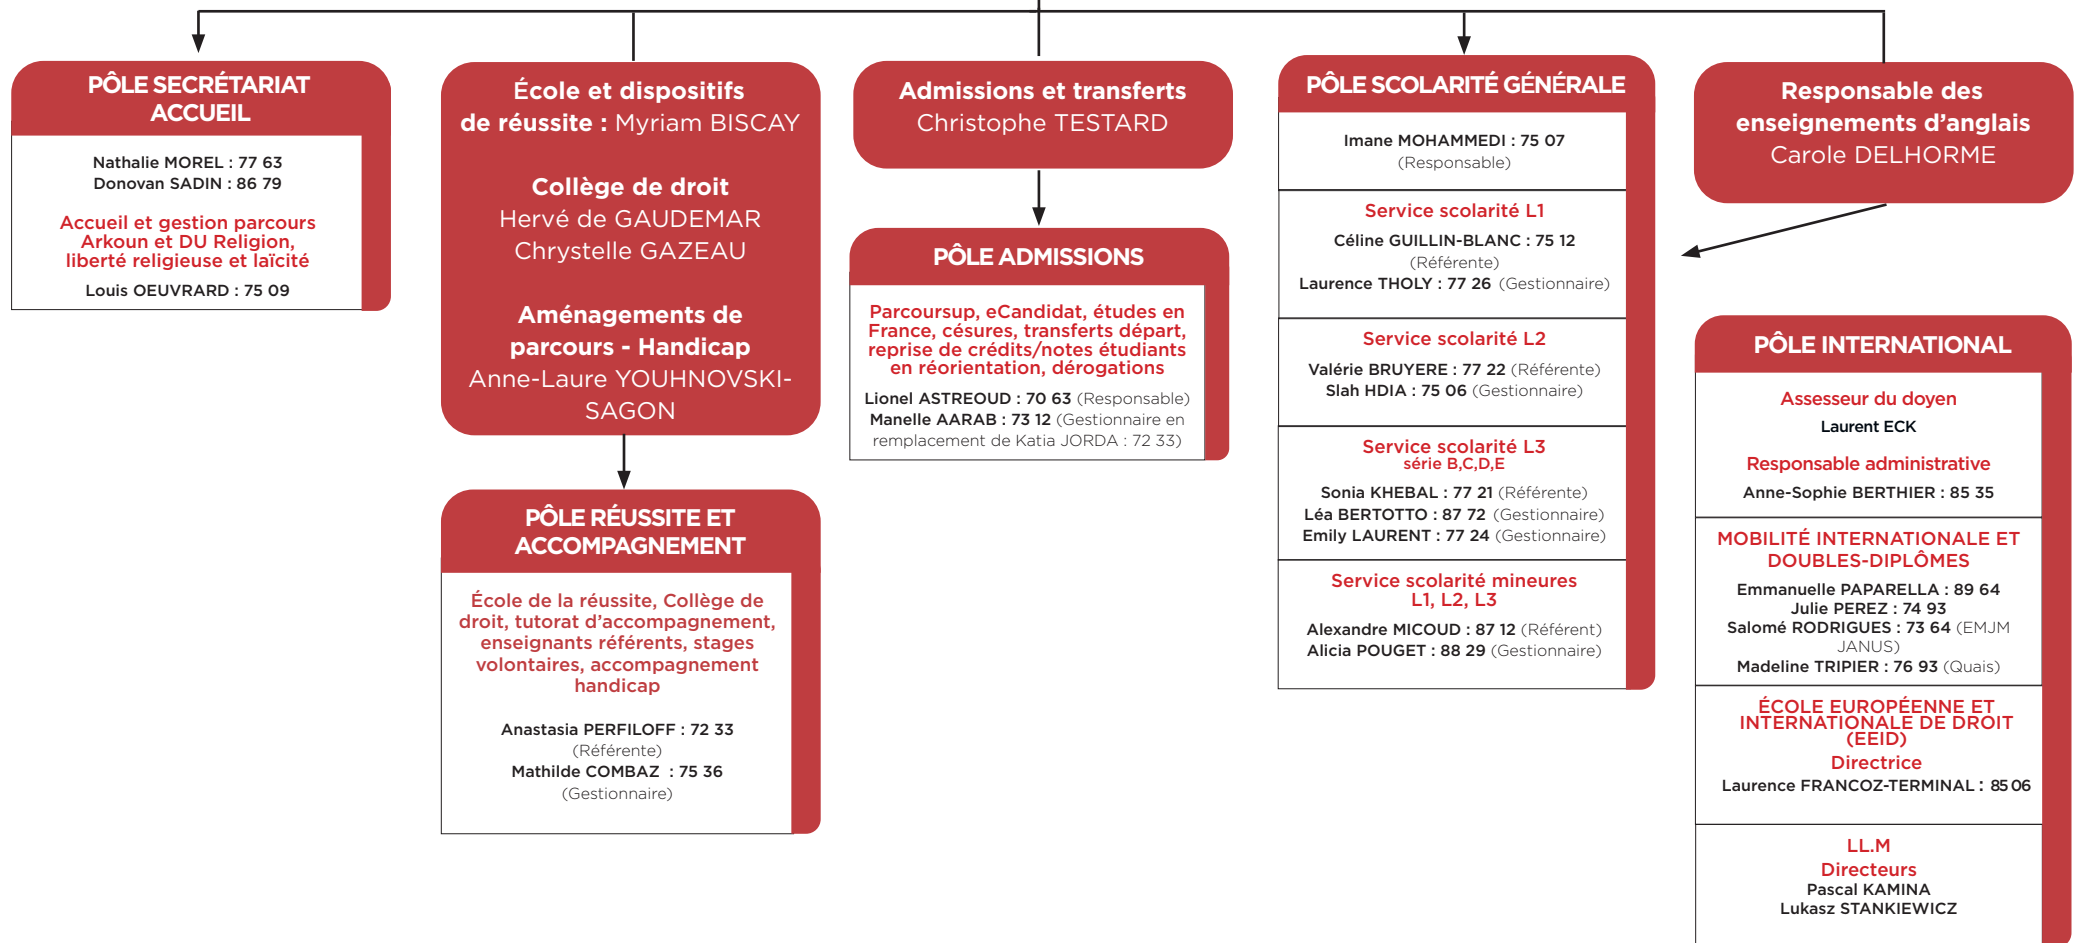 PÔLE SECRÉTARIAT
ACCUEIL
Nathalie MOREL : 77 63
Donovan SADIN : 86 79
Accueil et gestion parcours
Arkoun et DU Religion,
liberté religieuse et laïcité
Louis OEUVRARD : 75 09
École et dispositifs
de réussite : Myriam BISCAY
Collège de droit
Hervé de GAUDEMAR
Chrystelle GAZEAU
Aménagements de
parcours - Handicap
Anne-Laure YOUHNOVSKI-
SAGON
PÔLE RÉUSSITE ET
ACCOMPAGNEMENT
École de la réussite, Collège de
droit, tutorat d'accompagnement,
enseignants référents, stages
volontaires, accompagnement
handicap
Anastasia PERFILOFF : 72 33
(Référente)
Mathilde COMBAZ : 75 36
(Gestionnaire)
Admissions et transferts
Christophe TESTARD
PÔLE ADMISSIONS
Parcoursup, eCandidat, études en
France, césures, transferts départ,
reprise de crédits/notes étudiants
en réorientation, dérogations
Lionel ASTREOUD : 70 63 (Responsable)
Manelle AARAB : 73 12 (Gestionnaire en
remplacement de Katia JORDA : 72 33)
PÔLE SCOLARITÉ GÉNÉRALE
Imane MOHAMMEDI : 75 07
(Responsable)
Service scolarité L1
Céline GUILLIN-BLANC : 75 12
(Référente)
Laurence THOLY : 77 26 (Gestionnaire)
Service scolarité L2
Valérie BRUYERE : 77 22 (Référente)
Slah HDIA : 75 06 (Gestionnaire)
Service scolarité L3
série B,C,D,E
Sonia KHEBAL : 77 21 (Référente)
Léa BERTOTTO : 87 72 (Gestionnaire)
Emily LAURENT : 77 24 (Gestionnaire)
Service scolarité mineures
L1, L2, L3
Alexandre MICOUD : 87 12 (Référent)
Alicia POUGET : 88 29 (Gestionnaire)
Responsable des
enseignements d'anglais
Carole DELHORME
PÔLE INTERNATIONAL
Assesseur du doyen
Laurent ECK
Responsable administrative
Anne-Sophie BERTHIER : 85 35
MOBILITÉ INTERNATIONALE ET
DOUBLES-DIPLÔMES
Emmanuelle PAPARELLA : 89 64
Julie PEREZ : 74 93
Salomé RODRIGUES : 73 64 (EMJM
JANUS)
Madeline TRIPIER : 76 93 (Quais)
ÉCOLE EUROPÉENNE ET
INTERNATIONALE DE DROIT
(EEID)
Directrice
Laurence FRANCOZ-TERMINAL : 85 06
LL.M
Directeurs
Pascal KAMINA
Lukasz STANKIEWICZ